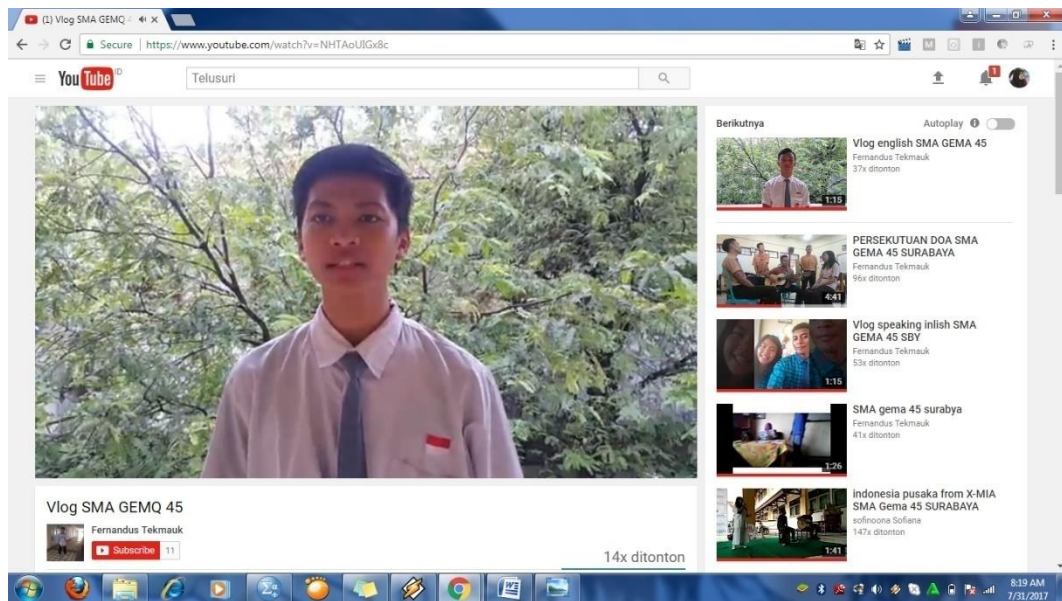 (1) Vlog SMA GEMQ 4
Secure | https://www.youtube.com/watch?v=NHTAoUIGx8c
YouTube ID
Telusuri
1
Berikutnya
Autoplay
Vlog english SMA GEMA 45
Fernandus Tekmauk
37x ditonton
1:15
PERSEKUTUAN DOA SMA
GEMA 45 SURABAYA
Fernandus Tekmauk
96x ditonton
4:41
Vlog speaking inlish SMA
GEMA 45 SBY
Fernandus Tekmauk
53x ditonton
1:15
SMA gema 45 surabya
Fernandus Tekmauk
41x ditonton
1:26
indonesia pusaka from X-MIA
SMA Gema 45 SURABAYA
sofinoona Sofiana
147x ditonton
1:41
Vlog SMA GEMQ 45
Fernandus Tekmauk
Subscribe 11
14x ditonton
8:19 AM
7/31/2017